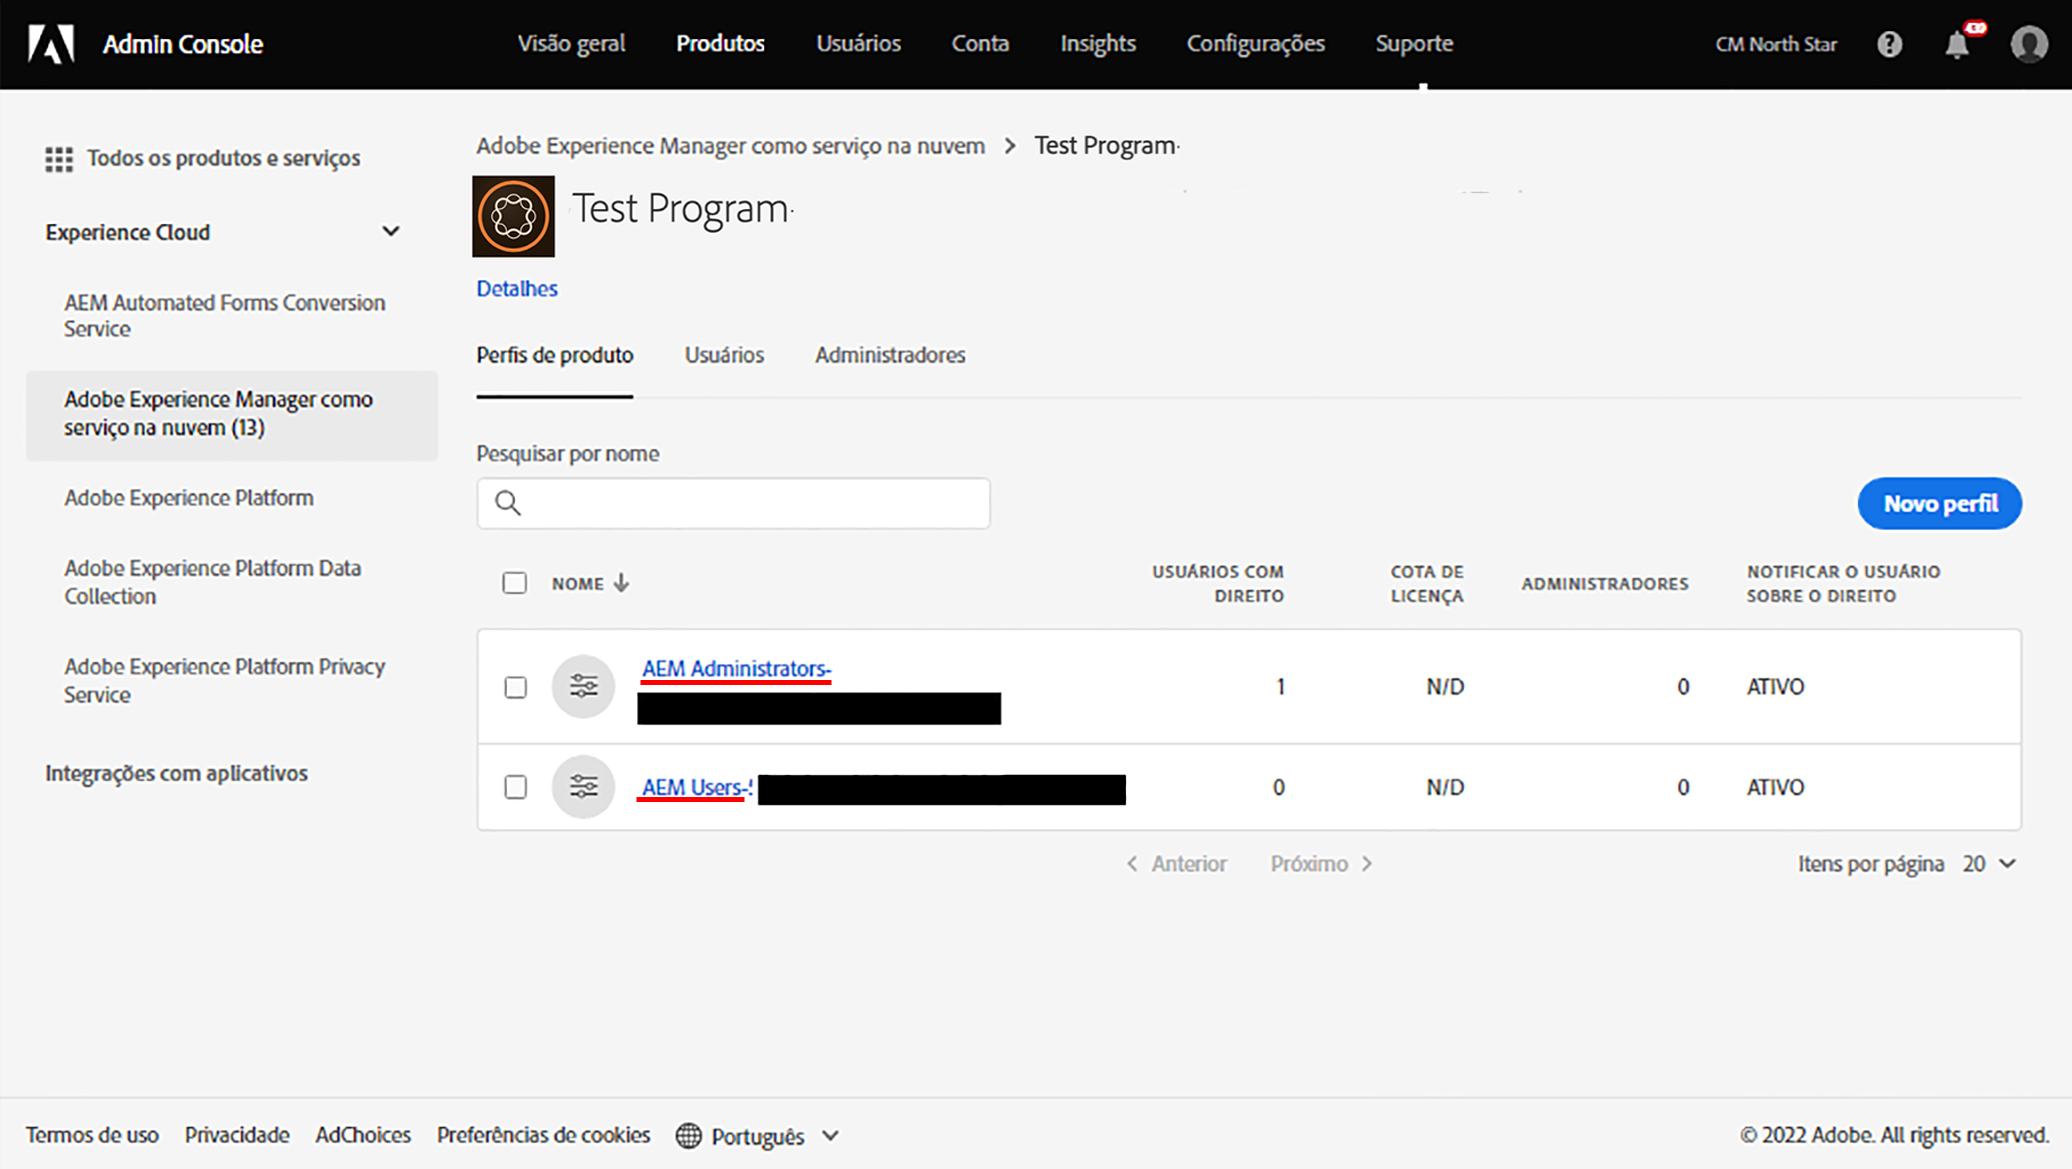 Admin Console
Visão geral
Produtos
Usuários
Conta
Insights
Configurações
Suporte
CM North Star
Todos os produtos e serviços
Experience Cloud
AEM Automated Forms Conversion
Service
Adobe Experience Manager como
serviço na nuvem (13)
Adobe Experience Platform
Adobe Experience Platform Data
Collection
Adobe Experience Platform Privacy
Service
Integrações com aplicativos
Adobe Experience Manager como serviço na nuvem > Test Program
Test Program
Detalhes
Perfis de produto
Usuários
Administradores
Pesquisar por nome
Novo perfil
NOME
USUÁRIOS COM
DIREITO
COTA DE
LICENÇA
ADMINISTRADORES
NOTIFICAR O USUÁRIO
SOBRE O DIREITO
AEM Administrators-
1
N/D
0
ATIVO
AEM Users-
0
N/D
0
ATIVO
Anterior
Próximo
Itens por página 20
Termos de uso
Privacidade
AdChoices
Preferências de cookies
Português
© 2022 Adobe. All rights reserved.